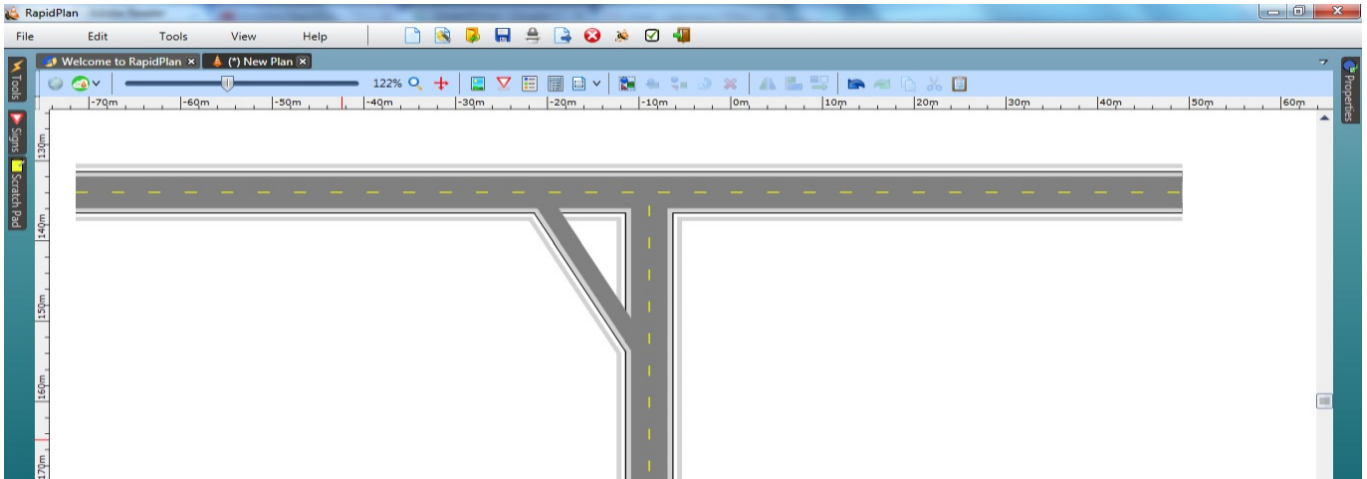 RapidPlan
File Edit Tools View Help
Welcome to RapidPlan (*) New Plan
122%
-70m -60m -50m -40m -30m -20m -10m 0m 10m 20m 30m 40m 50m 60m
Tools
Signs
Scratch Pad
130m
140m
150m
160m
170m
Properties